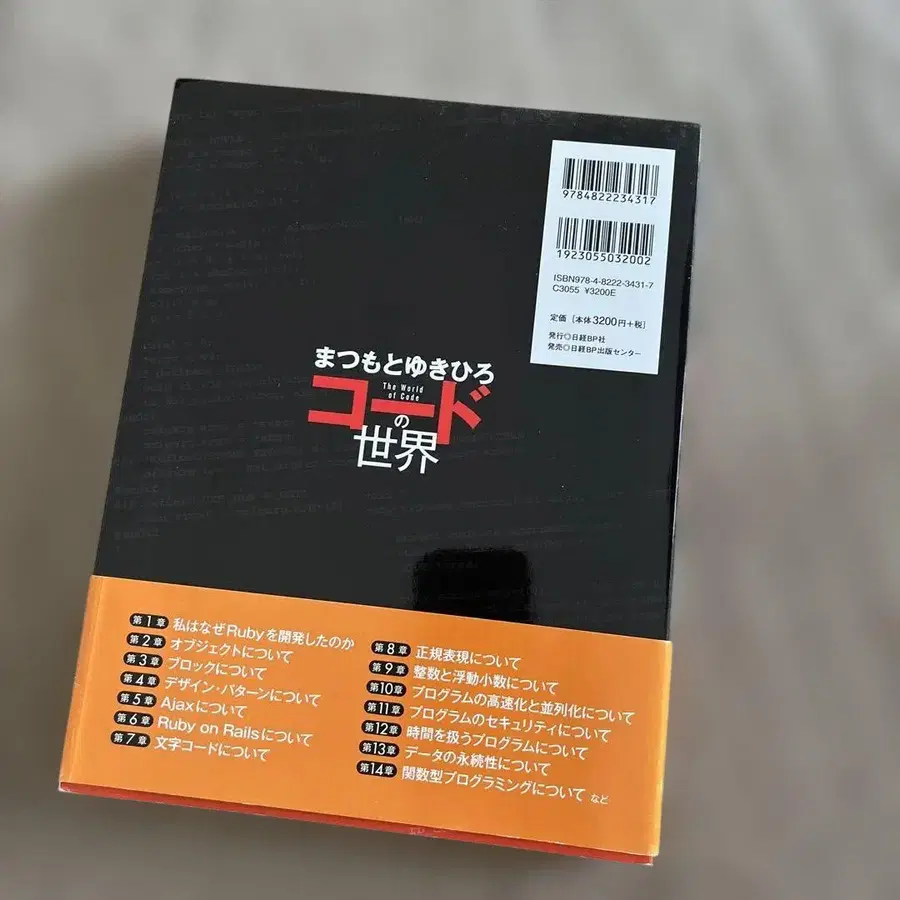 9784822234317
1923055032002
ISBN978-4-8222-3431-7
C3055 ¥3200E
定価［本体3200円+税］
発行◎日経BP社
発売◎日経BP出版センター
まつもとゆきひろ
コードの世界
The World
of Code
第1章 私はなぜRubyを開発したのか
第2章 オブジェクトについて
第3章 ブロックについて
第4章 デザイン・パターンについて
第5章 Ajaxについて
第6章 Ruby on Railsについて
第7章 文字コードについて
第8章 正規表現について
第9章 整数と浮動小数について
第10章 プログラムの高速化と並列化について
第11章 プログラムのセキュリティについて
第12章 時間を扱うプログラムについて
第13章 データの永続性について
第14章 関数型プログラミングについて など